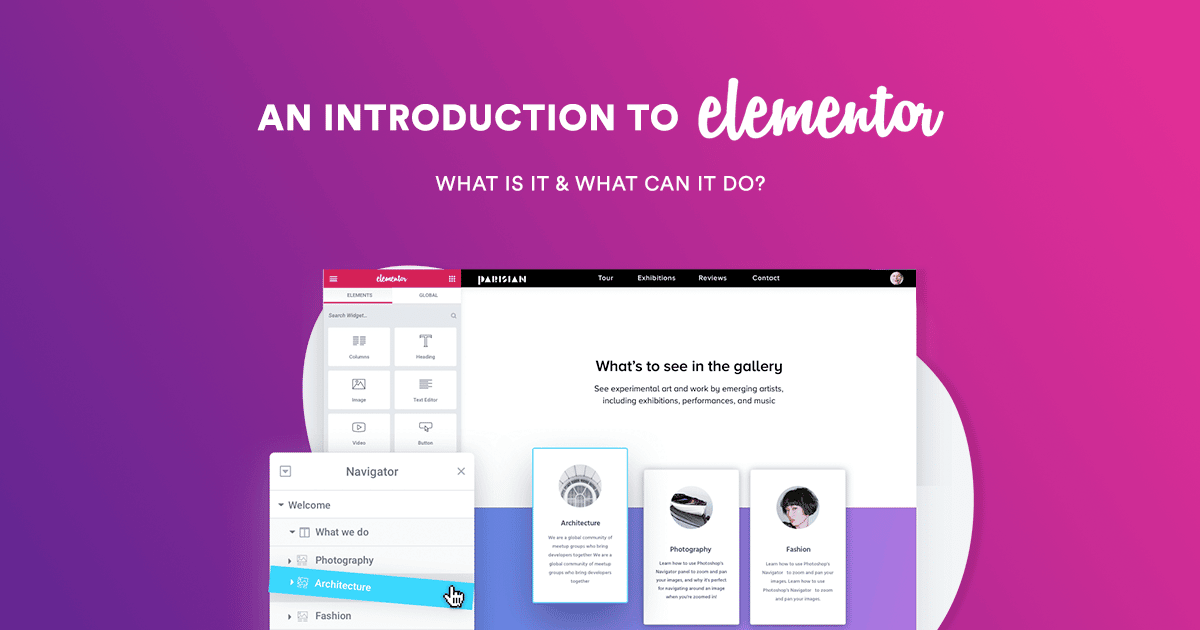 AN INTRODUCTION TO elementor
WHAT IS IT & WHAT CAN IT DO?
elementor
ELEMENTS GLOBAL
Search Widget...
Columns Heading
Image Text Editor
Video Button
PARISIAN Tour Exhibitions Reviews Contact
What's to see in the gallery
See experimental art and work by emerging artists,
including exhibitions, performances, and music
Navigator
Welcome
What we do
Photography
Architecture
Fashion
Architecture
We are a global community of
meetup groups who bring
developers together We are a
global community of meetup
groups who bring developers
together
Photography
Learn how to use Photoshop's
Navigator panel to zoom and pan
your images, and why it's perfect
for navigating around an image
when you're zoomed in!
Fashion
Learn how to use Photoshop's
Navigator to zoom and pan your
images. Learn how to use
Photoshop's Navigator to zoom
and pan your images.